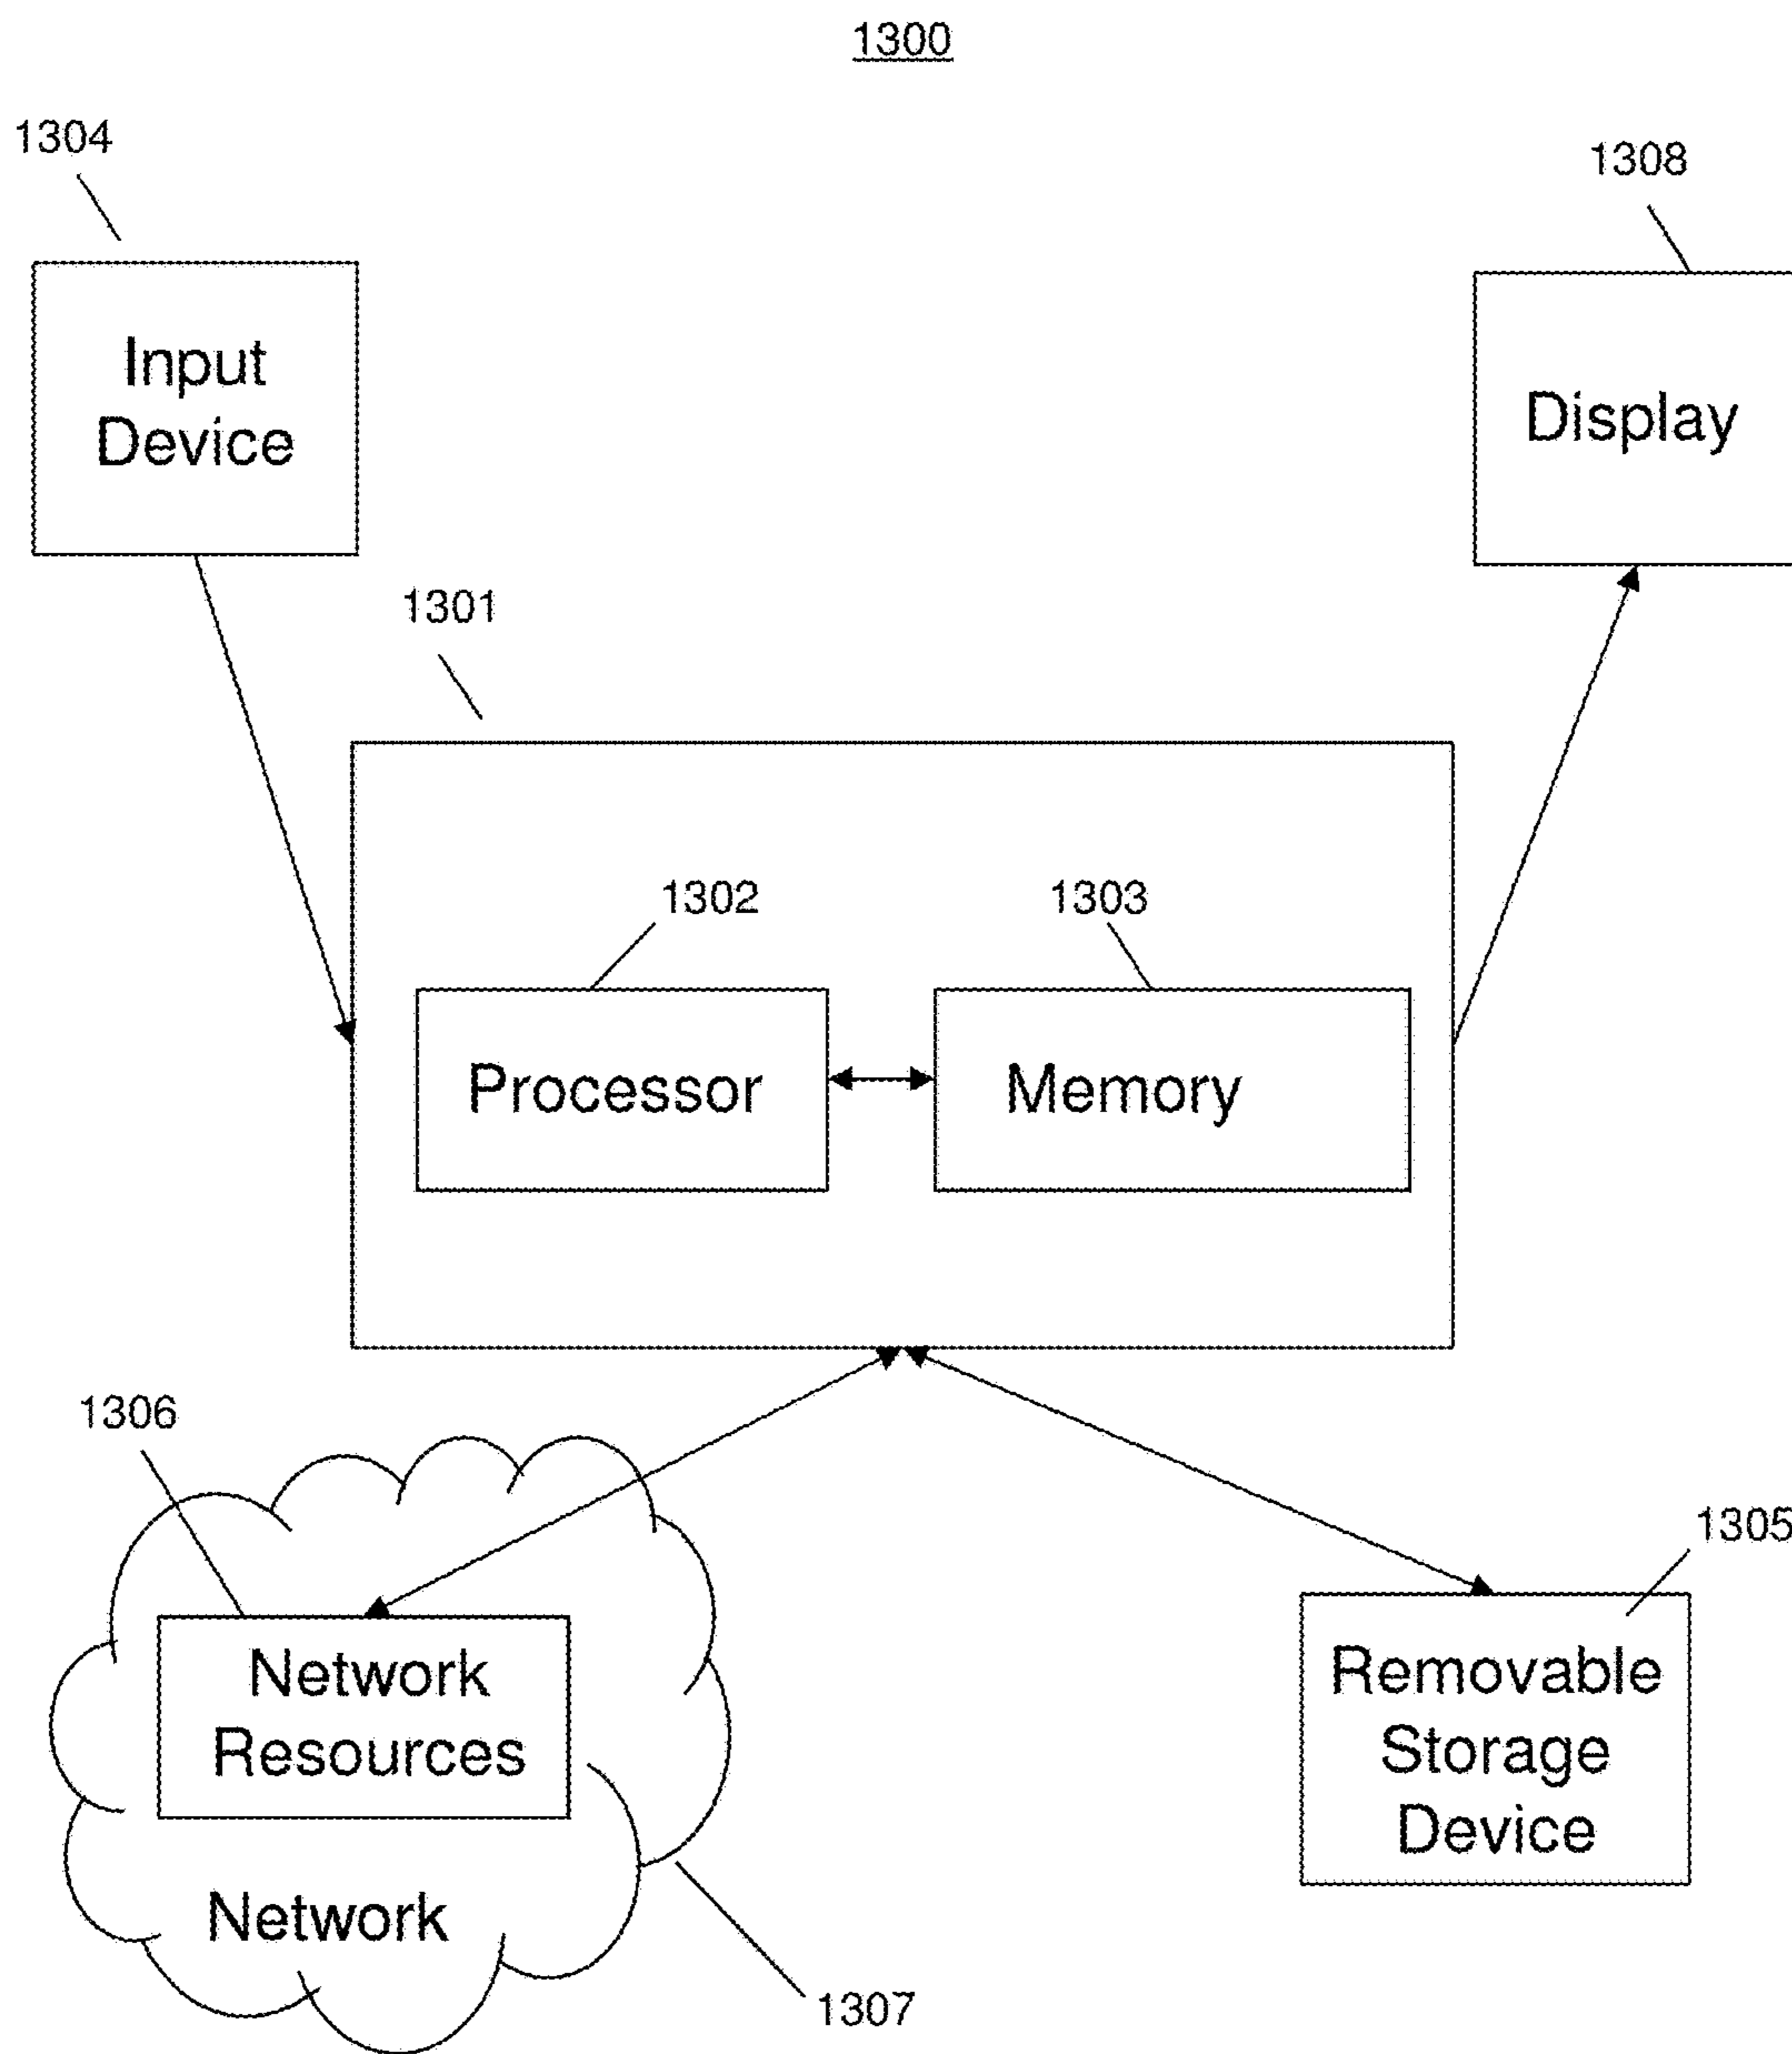 1300
1304
1308
Input
Device
Display
1301
1302
1303
Processor
Memory
1306
1305
Network
Resources
Removable
Storage
Device
Network
1307